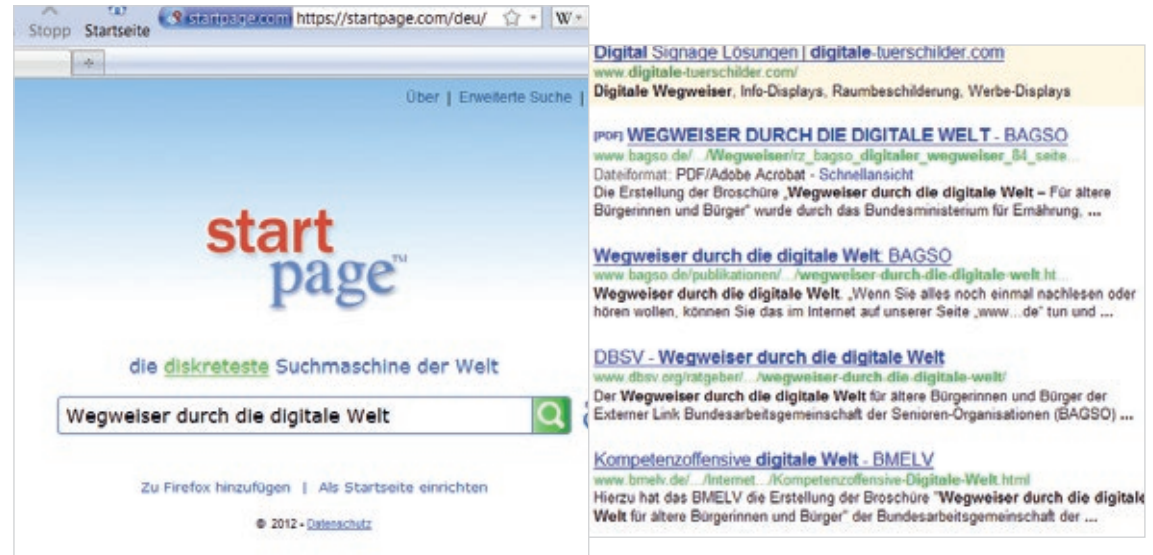 Stopp Startseite
startpage.com https://startpage.com/deu/ W
Über | Erweiterte Suche |
start
page™
die diskreteste Suchmaschine der Welt
Wegweiser durch die digitale Welt
Zu Firefox hinzufügen | Als Startseite einrichten
© 2012 - Datenschutz
Digital Signage Lösungen | digitale-tuerschilder.com
www.digitale-tuerschilder.com/
Digitale Wegweiser, Info-Displays, Raumbeschilderung, Werbe-Displays
[PDF] WEGWEISER DURCH DIE DIGITALE WELT - BAGSO
www.bagso.de/.../Wegweiser/rz_bagso_digitaler_wegweiser_84_seite...
Dateiformat: PDF/Adobe Acrobat - Schnellansicht
Die Erstellung der Broschüre „Wegweiser durch die digitale Welt – Für ältere
Bürgerinnen und Bürger" wurde durch das Bundesministerium für Ernährung, ...
Wegweiser durch die digitale Welt: BAGSO
www.bagso.de/publikationen/.../wegweiser-durch-die-digitale-welt.ht...
Wegweiser durch die digitale Welt. „Wenn Sie alles noch einmal nachlesen oder
hören wollen, können Sie das im Internet auf unserer Seite „www...de" tun und ...
DBSV - Wegweiser durch die digitale Welt
www.dbsv.org/ratgeber/.../wegweiser-durch-die-digitale-welt/
Der Wegweiser durch die digitale Welt für ältere Bürgerinnen und Bürger der
Externer Link Bundesarbeitsgemeinschaft der Senioren-Organisationen (BAGSO) ...
Kompetenzoffensive digitale Welt - BMELV
www.bmelv.de/.../Internet.../Kompetenzoffensive-Digitale-Welt.html
Hierzu hat das BMELV die Erstellung der Broschüre "Wegweiser durch die digitale
Welt für ältere Bürgerinnen und Bürger" der Bundesarbeitsgemeinschaft der ...